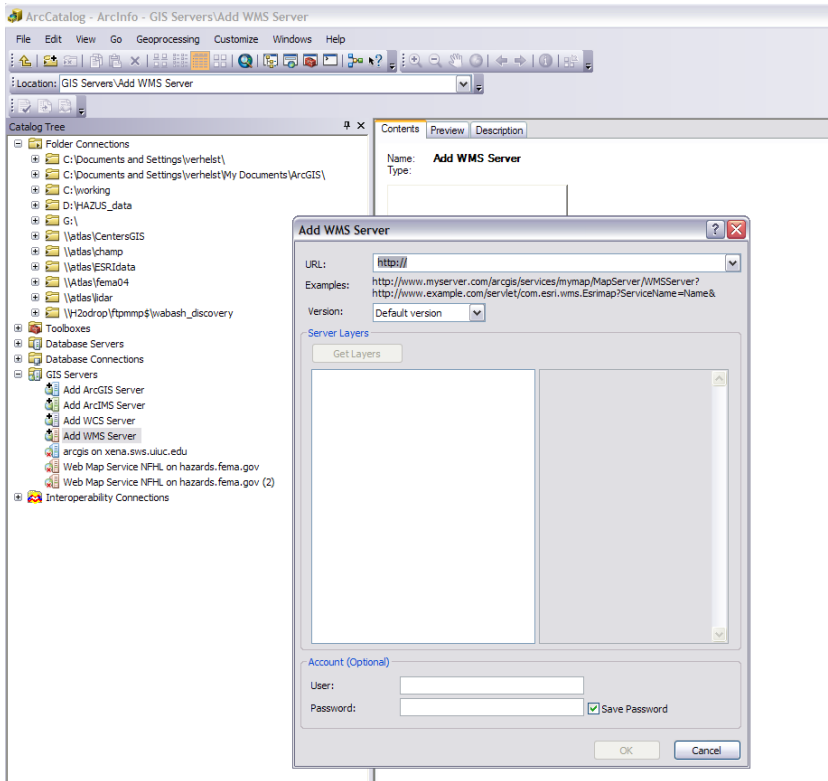 ArcCatalog - ArcInfo - GIS Servers\Add WMS Server
File Edit View Go Geoprocessing Customize Windows Help
Location: GIS Servers\Add WMS Server
Catalog Tree
Folder Connections
C:\Documents and Settings\verhelst\
C:\Documents and Settings\verhelst\My Documents\ArcGIS\
C:\working
D:\HAZUS_data
G:\
\\atlas\CentersGIS
\\atlas\champ
\\atlas\ESRIdata
\\Atlas\fema04
\\atlas\lidar
\\H2odrop\ftpmmp$\wabash_discovery
Toolboxes
Database Servers
Database Connections
GIS Servers
Add ArcGIS Server
Add ArcIMS Server
Add WCS Server
Add WMS Server
arcgis on xena.sws.uiuc.edu
Web Map Service NFHL on hazards.fema.gov
Web Map Service NFHL on hazards.fema.gov (2)
Interoperability Connections
Contents Preview Description
Name: Add WMS Server
Type:
Add WMS Server
URL: http://
Examples: http://www.myserver.com/arcgis/services/mymap/MapServer/WMSServer?
http://www.example.com/servlet/com.esri.wms.Esrimap?ServiceName=Name&
Version: Default version
Server Layers
Get Layers
Account (Optional)
User:
Password: Save Password
OK Cancel